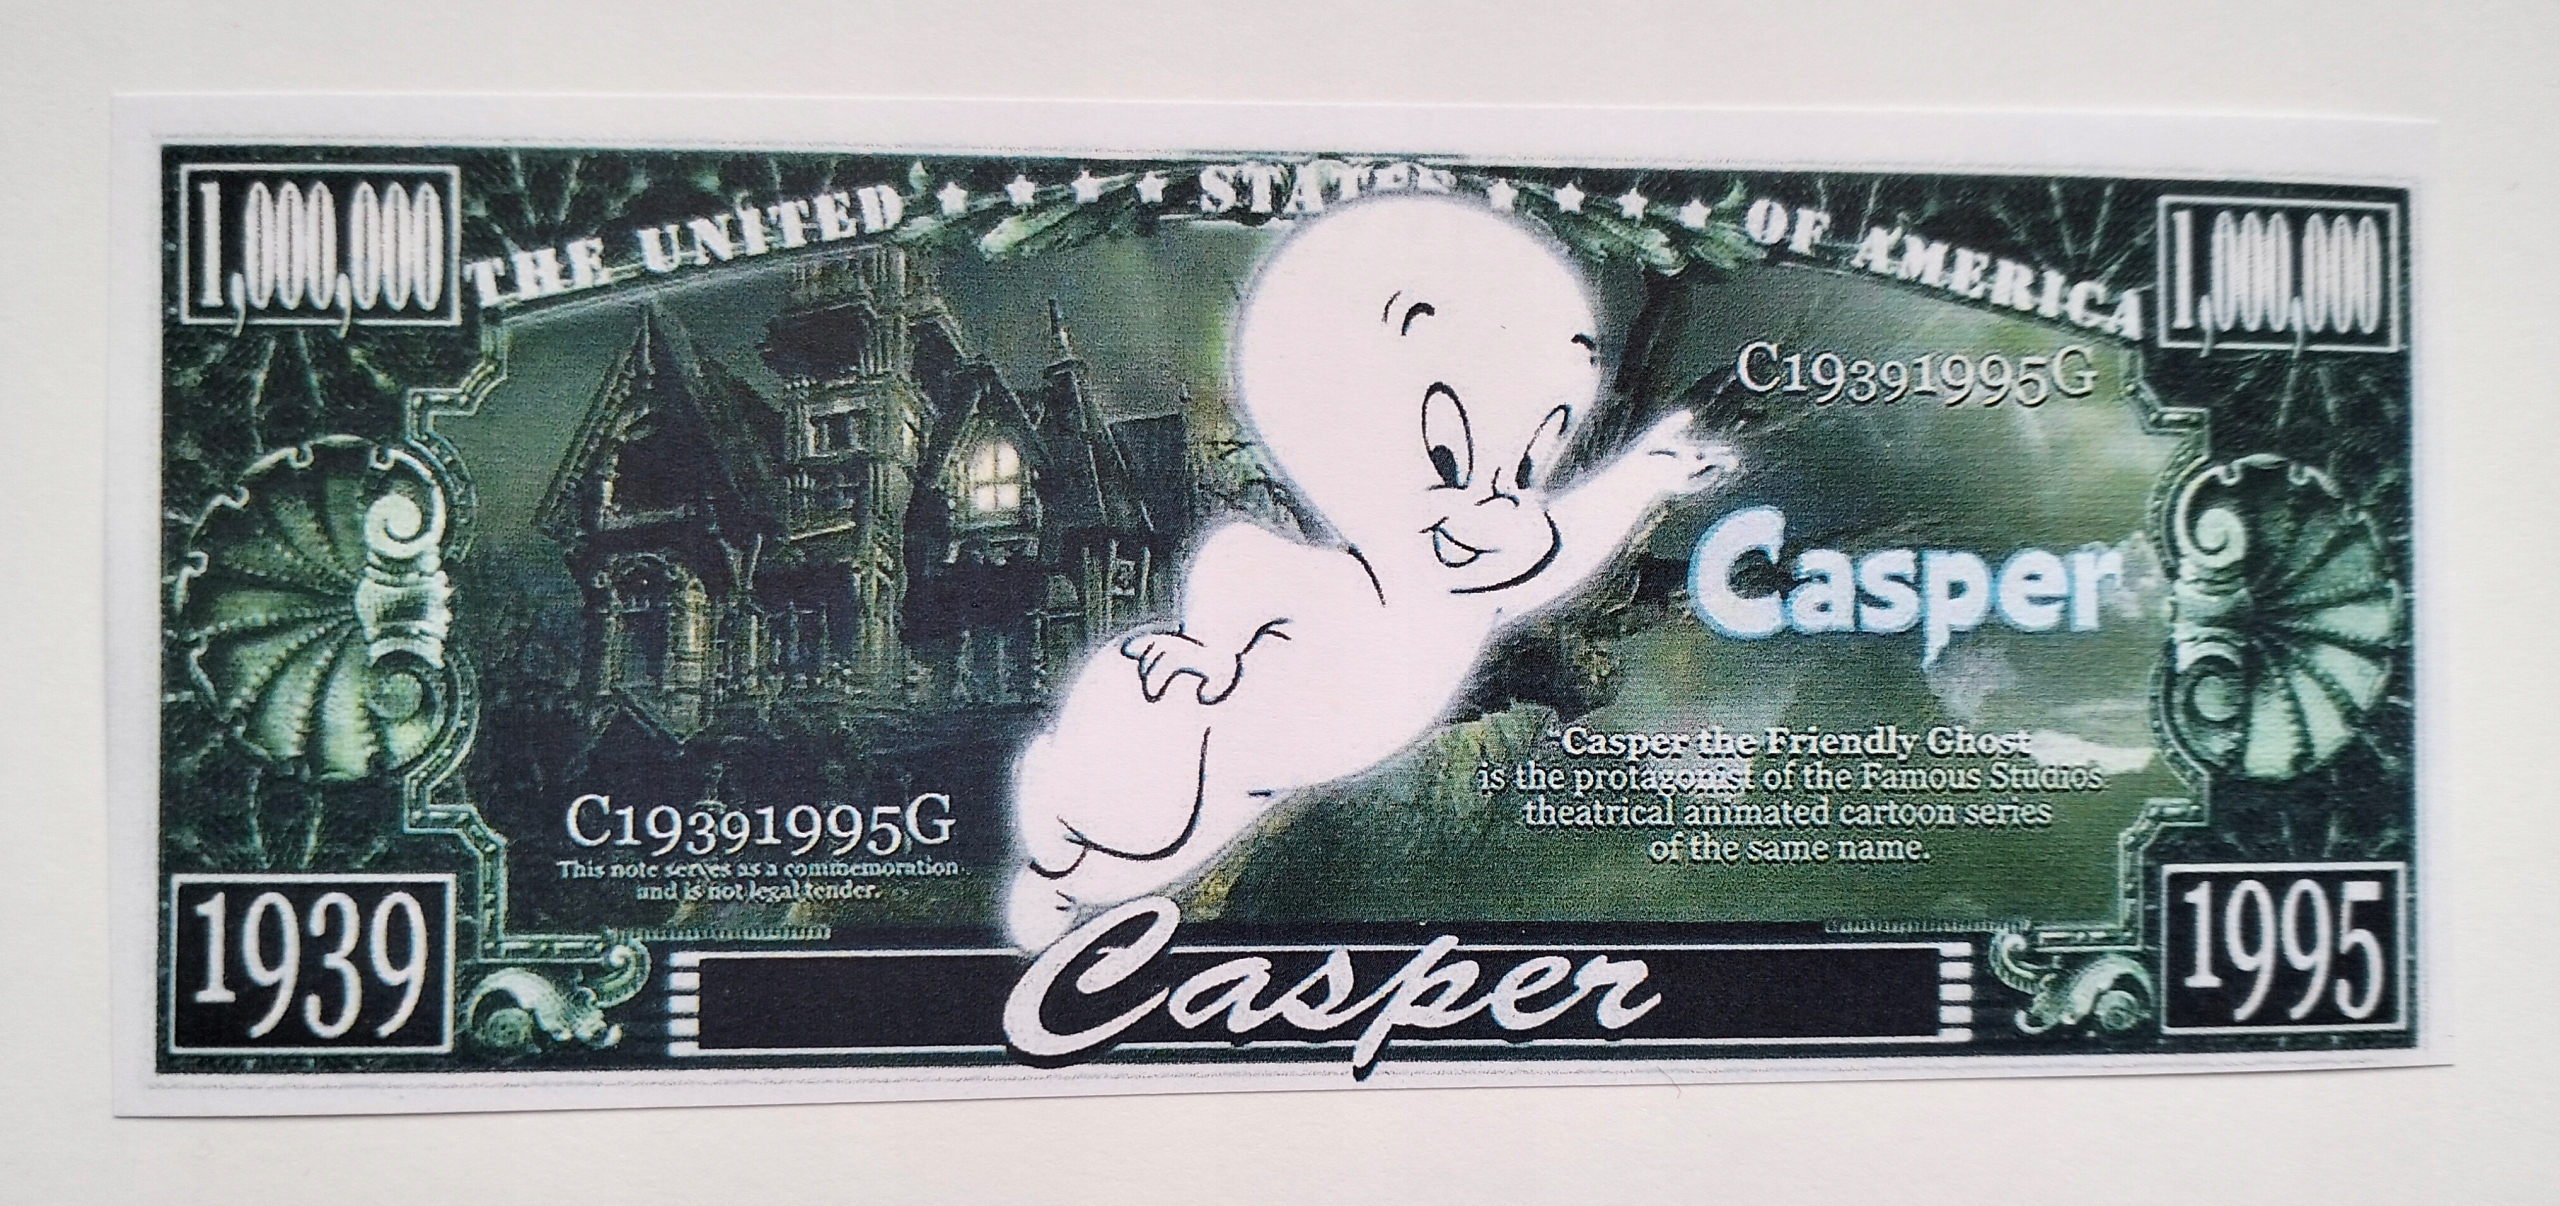 1,000,000
THE UNITED ★ ★ ★ ★ STATES ★ ★ ★ ★ OF AMERICA
1,000,000
C19391995G
Casper
"Casper the Friendly Ghost"
is the protagonist of the Famous Studios
theatrical animated cartoon series
of the same name.
C19391995G
This note serves as a commemoration
and is not legal tender.
1939
Casper
1995